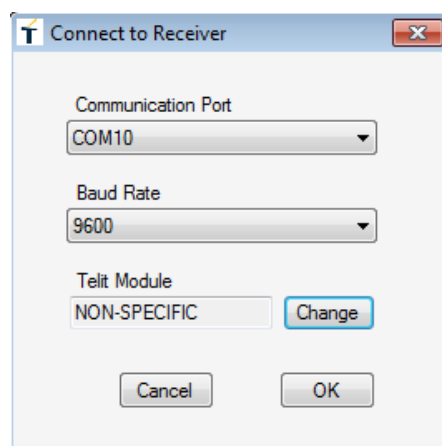 Connect to Receiver
Communication Port
COM10
Baud Rate
9600
Telit Module
NON-SPECIFIC Change
Cancel OK